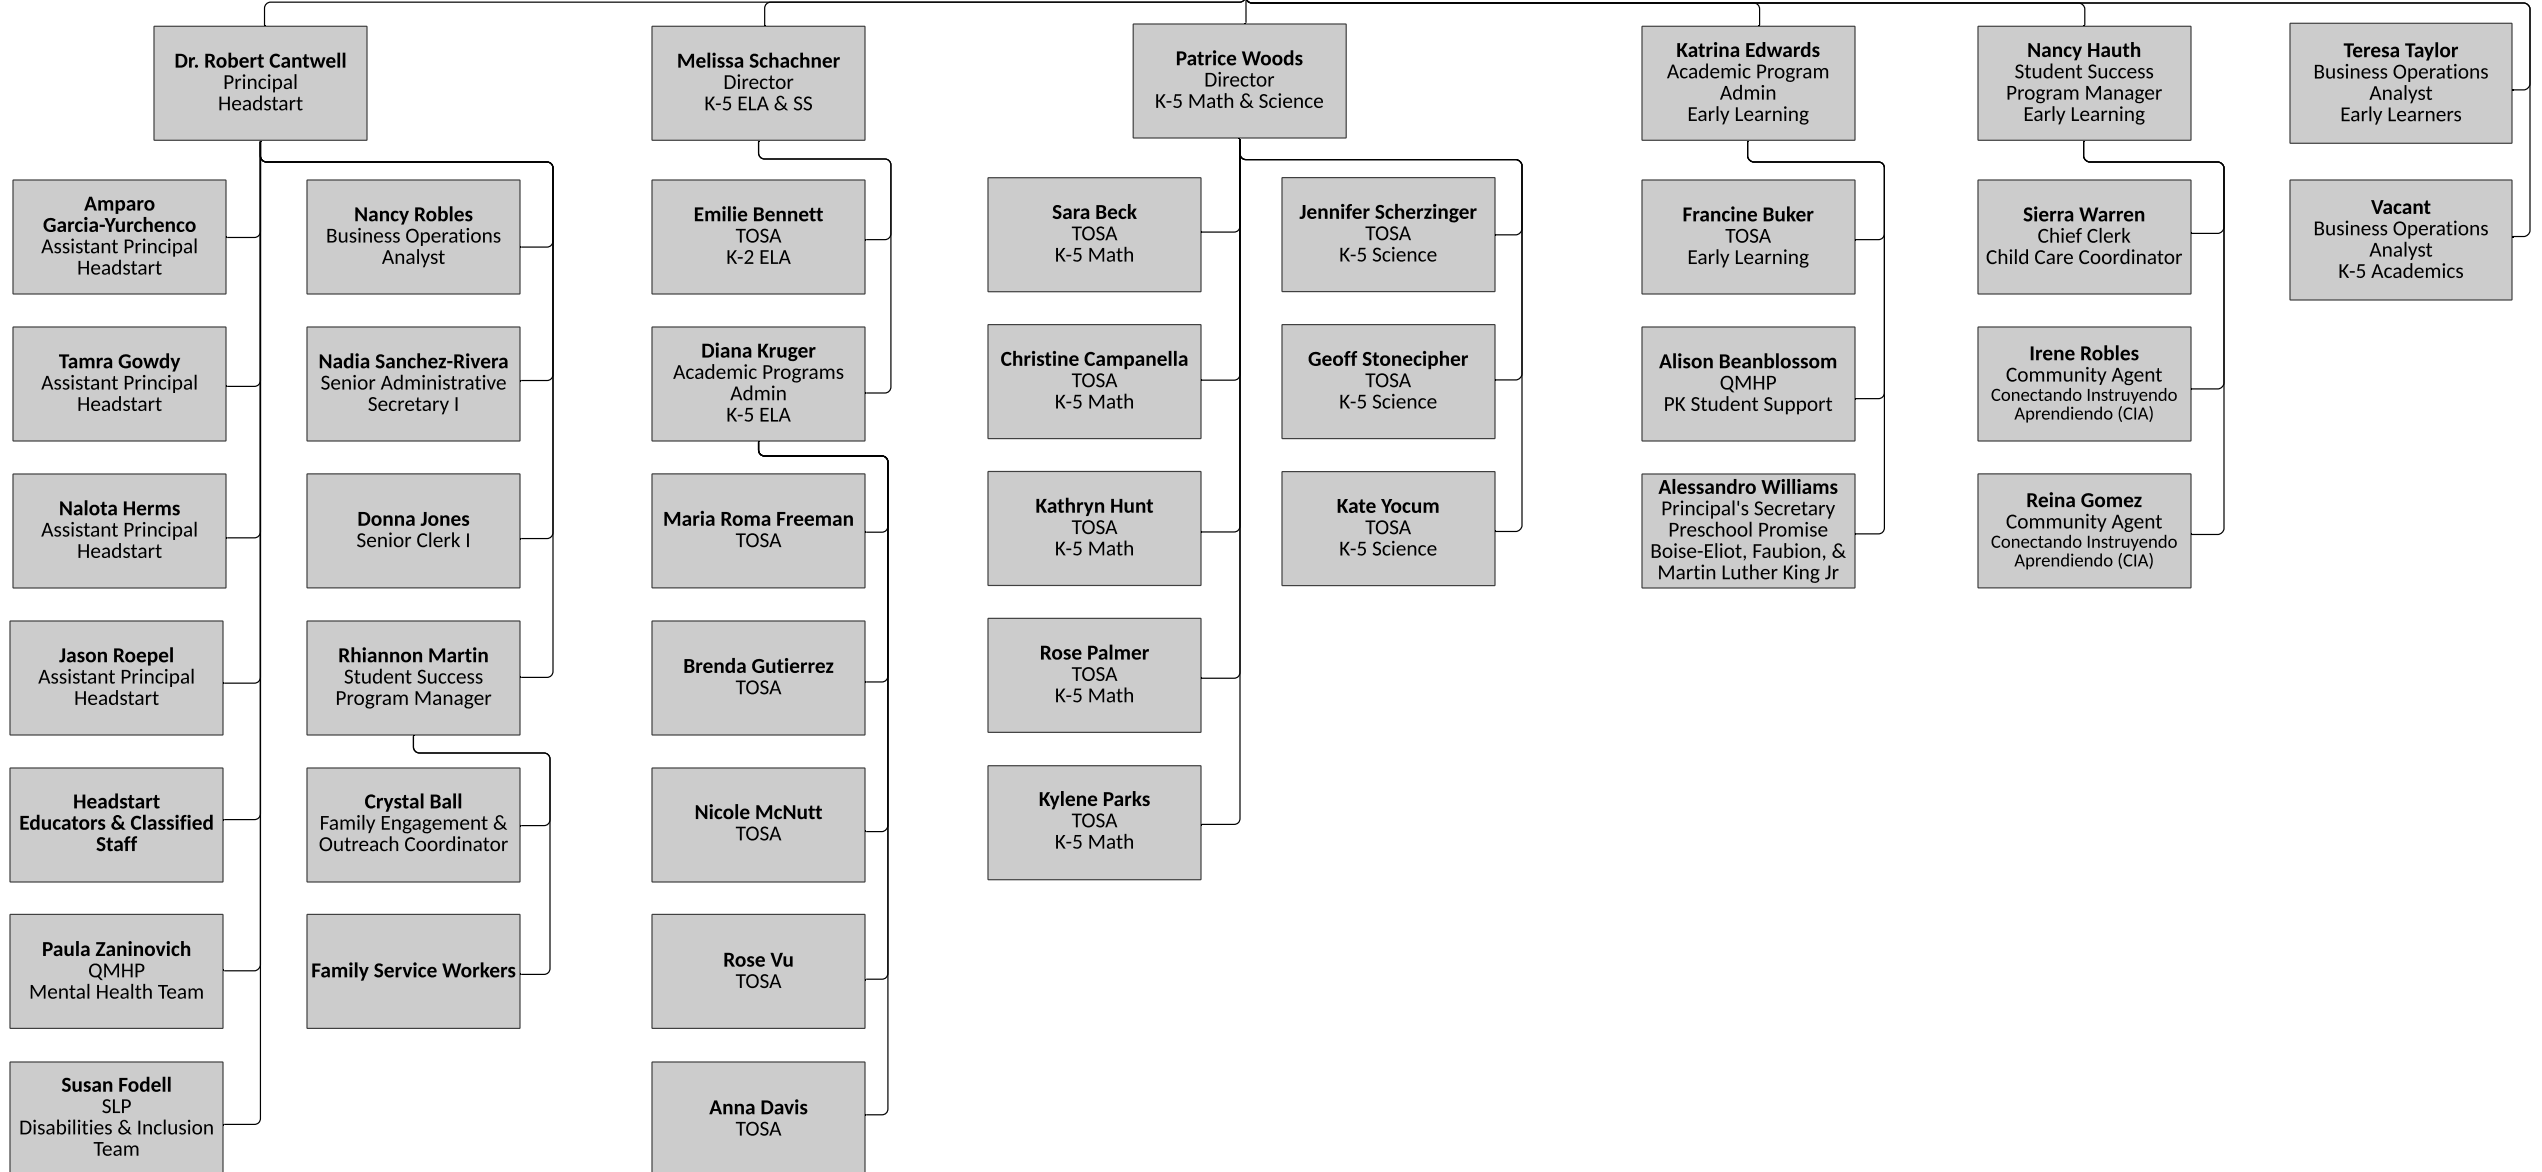 Dr. Robert Cantwell
Principal
Headstart
Amparo
Garcia-Yurchenco
Assistant Principal
Headstart
Tamra Gowdy
Assistant Principal
Headstart
Nalota Herms
Assistant Principal
Headstart
Jason Roepel
Assistant Principal
Headstart
Headstart
Educators & Classified
Staff
Paula Zaninovich
QMHP
Mental Health Team
Susan Fodell
SLP
Disabilities & Inclusion
Team
Nancy Robles
Business Operations
Analyst
Nadia Sanchez-Rivera
Senior Administrative
Secretary I
Donna Jones
Senior Clerk I
Rhiannon Martin
Student Success
Program Manager
Crystal Ball
Family Engagement &
Outreach Coordinator
Family Service Workers
Melissa Schachner
Director
K-5 ELA & SS
Emilie Bennett
TOSA
K-2 ELA
Diana Kruger
Academic Programs
Admin
K-5 ELA
Maria Roma Freeman
TOSA
Brenda Gutierrez
TOSA
Nicole McNutt
TOSA
Rose Vu
TOSA
Anna Davis
TOSA
Patrice Woods
Director
K-5 Math & Science
Sara Beck
TOSA
K-5 Math
Christine Campanella
TOSA
K-5 Math
Kathryn Hunt
TOSA
K-5 Math
Rose Palmer
TOSA
K-5 Math
Kylene Parks
TOSA
K-5 Math
Jennifer Scherzinger
TOSA
K-5 Science
Geoff Stonecipher
TOSA
K-5 Science
Kate Yocum
TOSA
K-5 Science
Katrina Edwards
Academic Program
Admin
Early Learning
Francine Buker
TOSA
Early Learning
Alison Beanblossom
QMHP
PK Student Support
Alessandro Williams
Principal's Secretary
Preschool Promise
Boise-Eliot, Faubion, &
Martin Luther King Jr
Nancy Hauth
Student Success
Program Manager
Early Learning
Sierra Warren
Chief Clerk
Child Care Coordinator
Irene Robles
Community Agent
Conectando Instruyendo
Aprendiendo (CIA)
Reina Gomez
Community Agent
Conectando Instruyendo
Aprendiendo (CIA)
Teresa Taylor
Business Operations
Analyst
Early Learners
Vacant
Business Operations
Analyst
K-5 Academics